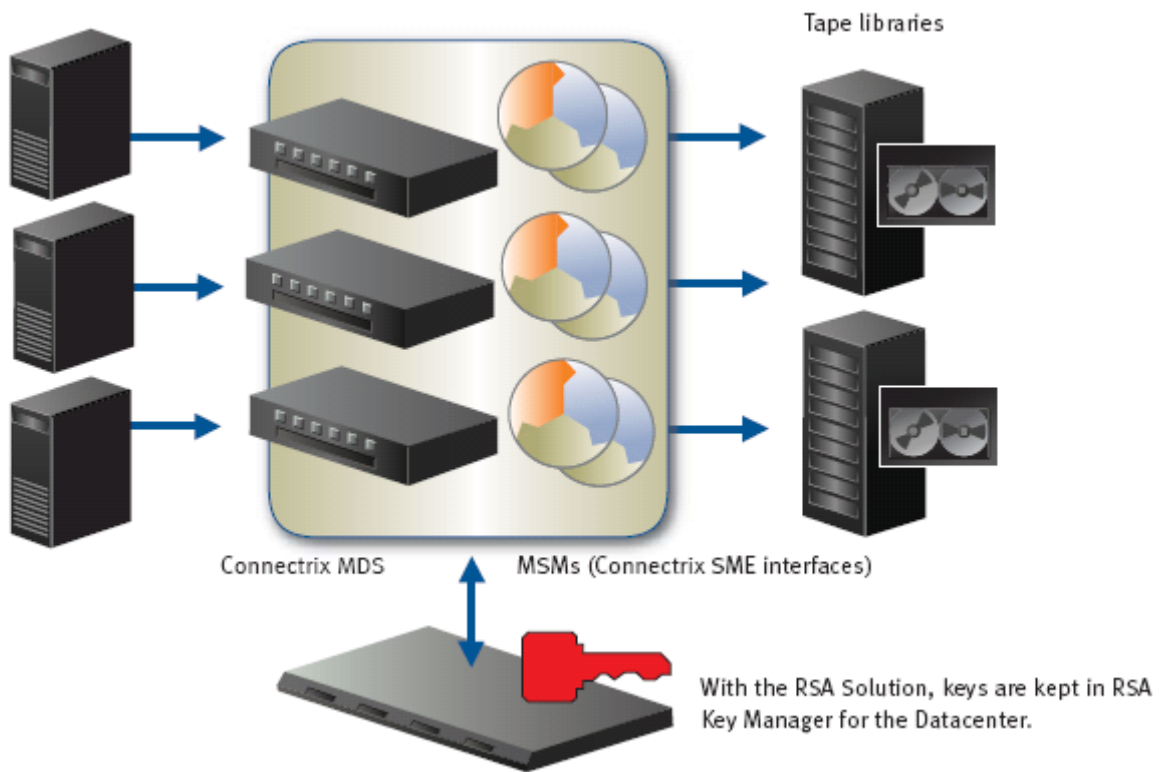 Tape libraries
Connectrix MDS
MSMs (Connectrix SME interfaces)
With the RSA Solution, keys are kept in RSA
Key Manager for the Datacenter.